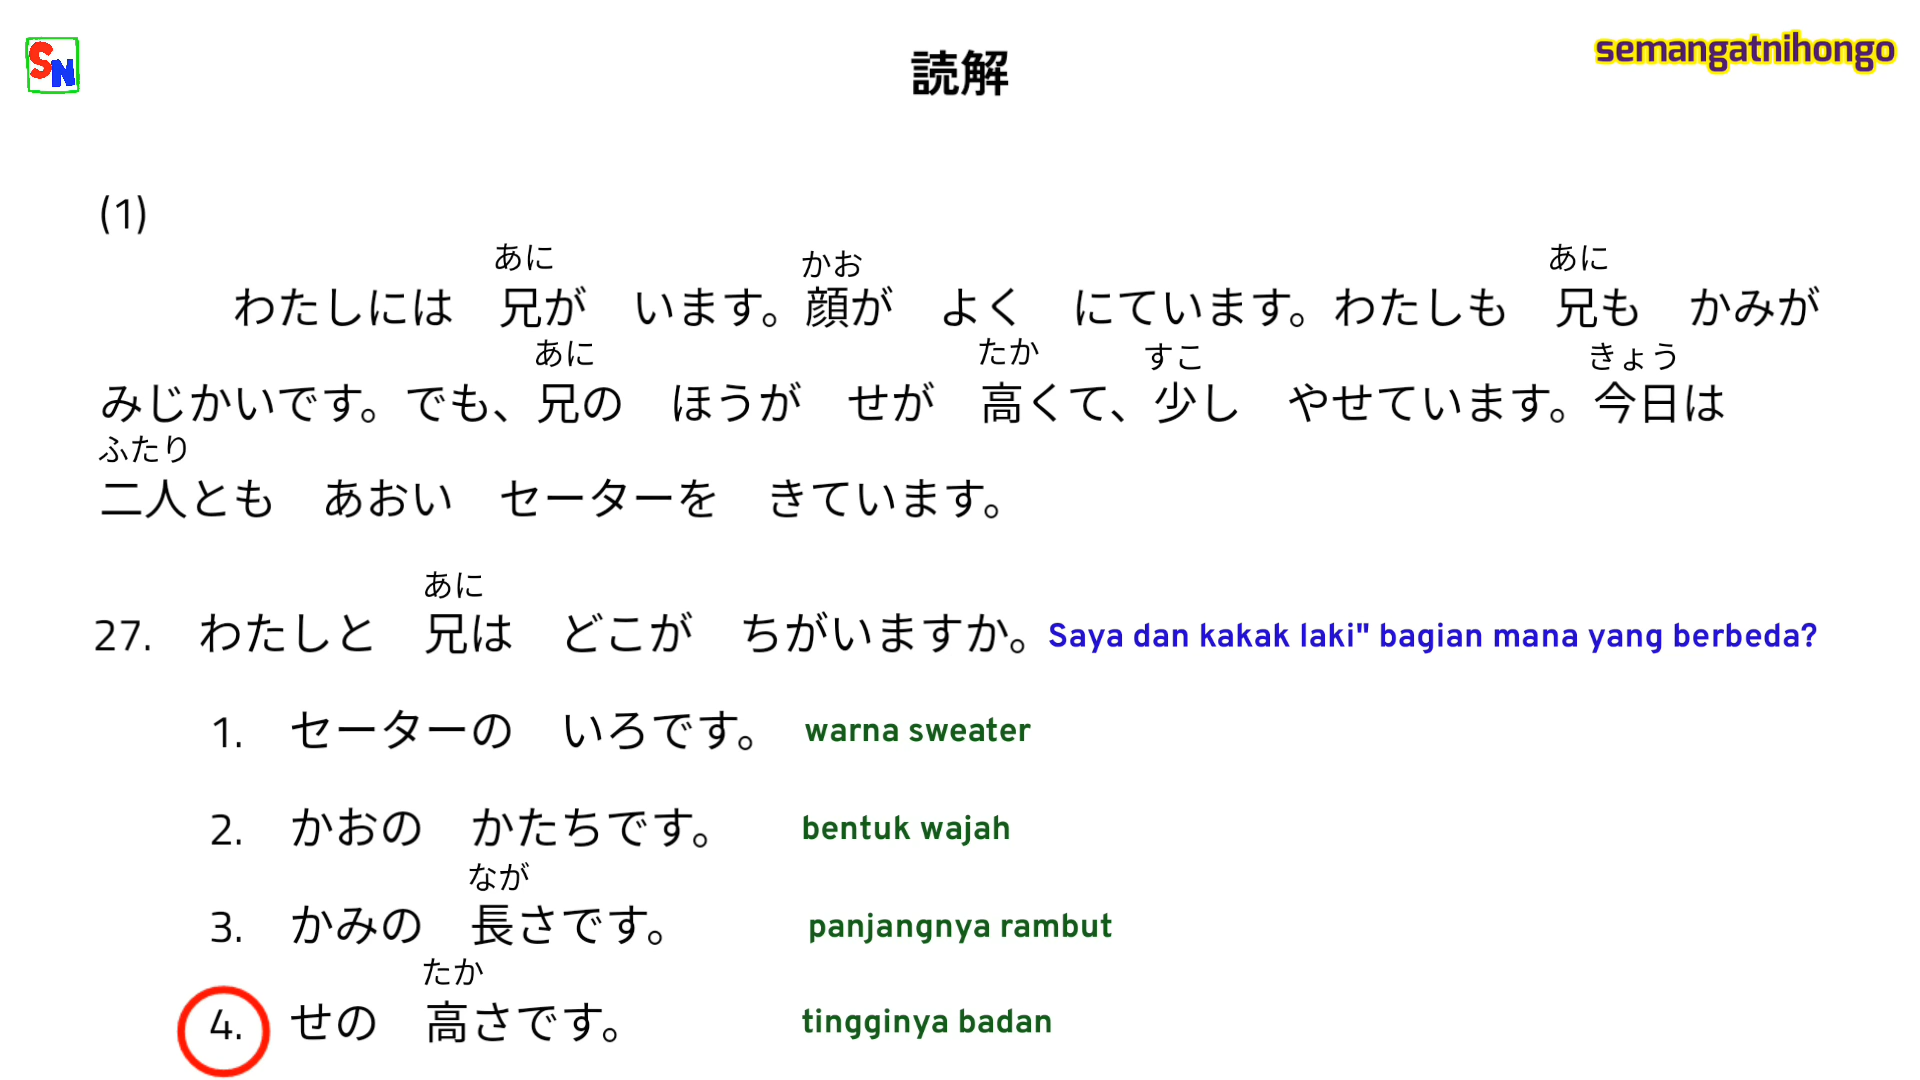 SN
読解
semangatnihongo
(1)
あに かお あに
わたしには 兄が います。顔が よく にています。わたしも 兄も かみが
あに たか すこ きょう
みじかいです。でも、兄の ほうが せが 高くて、少し やせています。今日は
ふたり
二人とも あおい セーターを きています。
あに
27. わたしと 兄は どこが ちがいますか。 Saya dan kakak laki" bagian mana yang berbeda?
1. セーターの いろです。 warna sweater
2. かおの かたちです。 bentuk wajah
なが
3. かみの 長さです。 panjangnya rambut
たか
4. せの 高さです。 tingginya badan